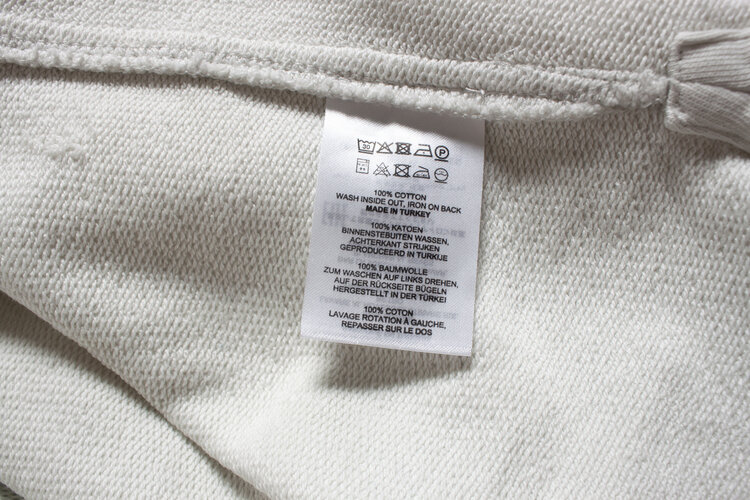 30 P
100% COTTON
WASH INSIDE OUT, IRON ON BACK
MADE IN TURKEY
100% KATOEN
BINNENSTEBUITEN WASSEN,
ACHTERKANT STRIJKEN
GEPRODUCEERD IN TURKIJE
100% BAUMWOLLE
ZUM WASCHEN AUF LINKS DREHEN,
AUF DER RÜCKSEITE BÜGELN
HERGESTELLT IN DER TÜRKEI
100% COTON
LAVAGE ROTATION À GAUCHE,
REPASSER SUR LE DOS